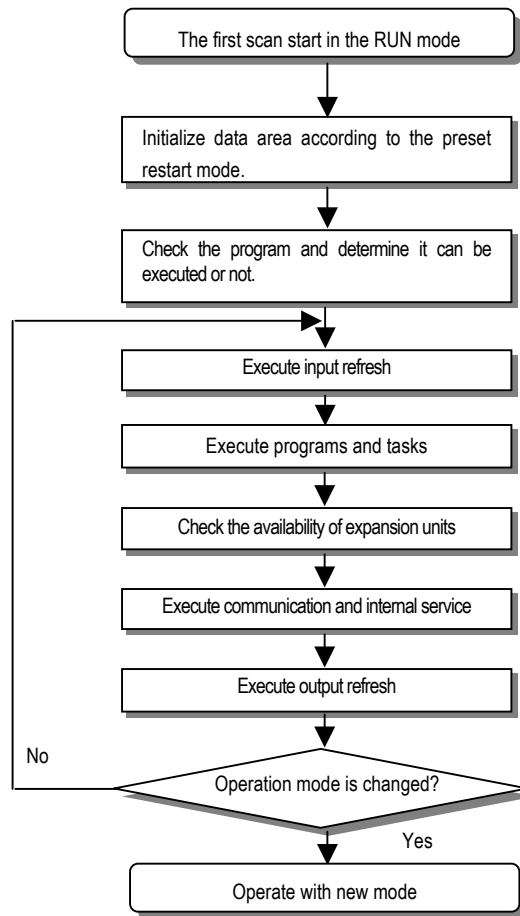 The first scan start in the RUN mode
Initialize data area according to the preset
restart mode.
Check the program and determine it can be
executed or not.
Execute input refresh
Execute programs and tasks
Check the availability of expansion units
Execute communication and internal service
Execute output refresh
No
Operation mode is changed?
Yes
Operate with new mode